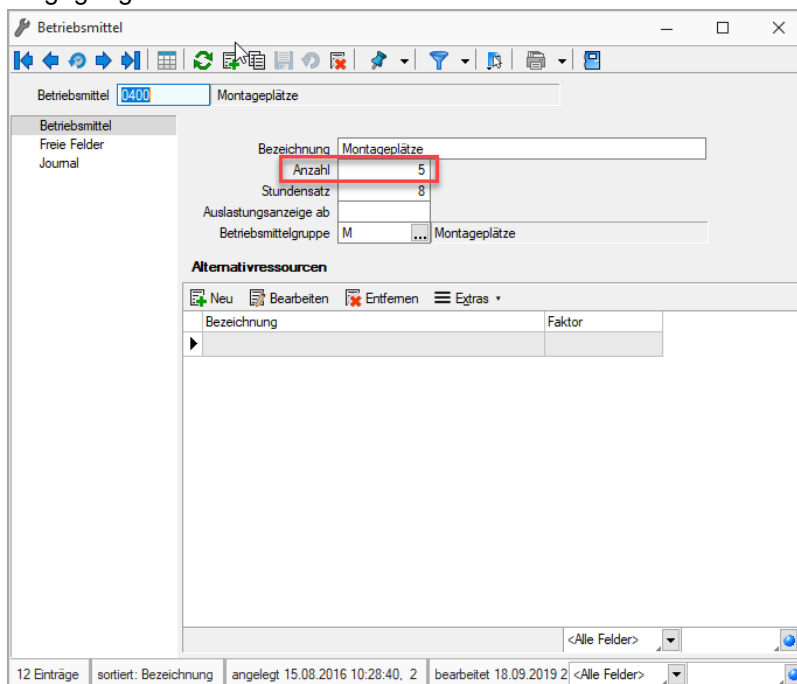 Betriebsmittel
Betriebsmittel 0400 Montageplätze
Betriebsmittel
Freie Felder
Journal
Bezeichnung Montageplätze
Anzahl 5
Stundensatz 8
Auslastungsanzeige ab
Betriebsmittelgruppe M ... Montageplätze
Alternativressourcen
Neu Bearbeiten Entfernen Extras
Bezeichnung Faktor
<Alle Felder>
12 Einträge sortiert: Bezeichnung angelegt 15.08.2016 10:28:40, 2 bearbeitet 18.09.2019 2 <Alle Felder>